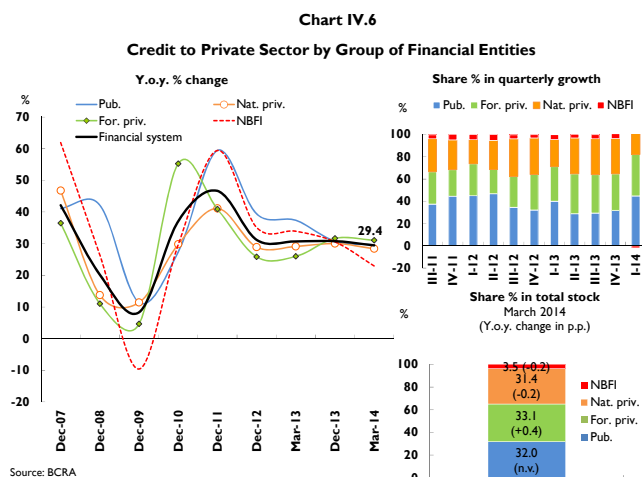 Chart IV.6
Credit to Private Sector by Group of Financial Entities
Y.o.y. % change
%
Pub.
Nat. priv.
For. priv.
NBFI
Financial system
70
60
50
40
30
20
10
0
-10
-20
29.4
Dec-07
Dec-08
Dec-09
Dec-10
Dec-11
Dec-12
Mar-13
Dec-13
Mar-14
Share % in quarterly growth
%
Pub.
For. priv.
Nat. priv.
NBFI
100
80
60
40
20
0
-20
III-11
IV-11
I-12
II-12
III-12
IV-12
I-13
II-13
III-13
IV-13
I-14
Share % in total stock
March 2014
(Y.o.y. change in p.p.)
%
100
80
60
40
20
0
3.5 (-0.2)
31.4
(-0.2)
33.1
(+0.4)
32.0
(n.v.)
NBFI
Nat. priv.
For. priv.
Pub.
Source: BCRA